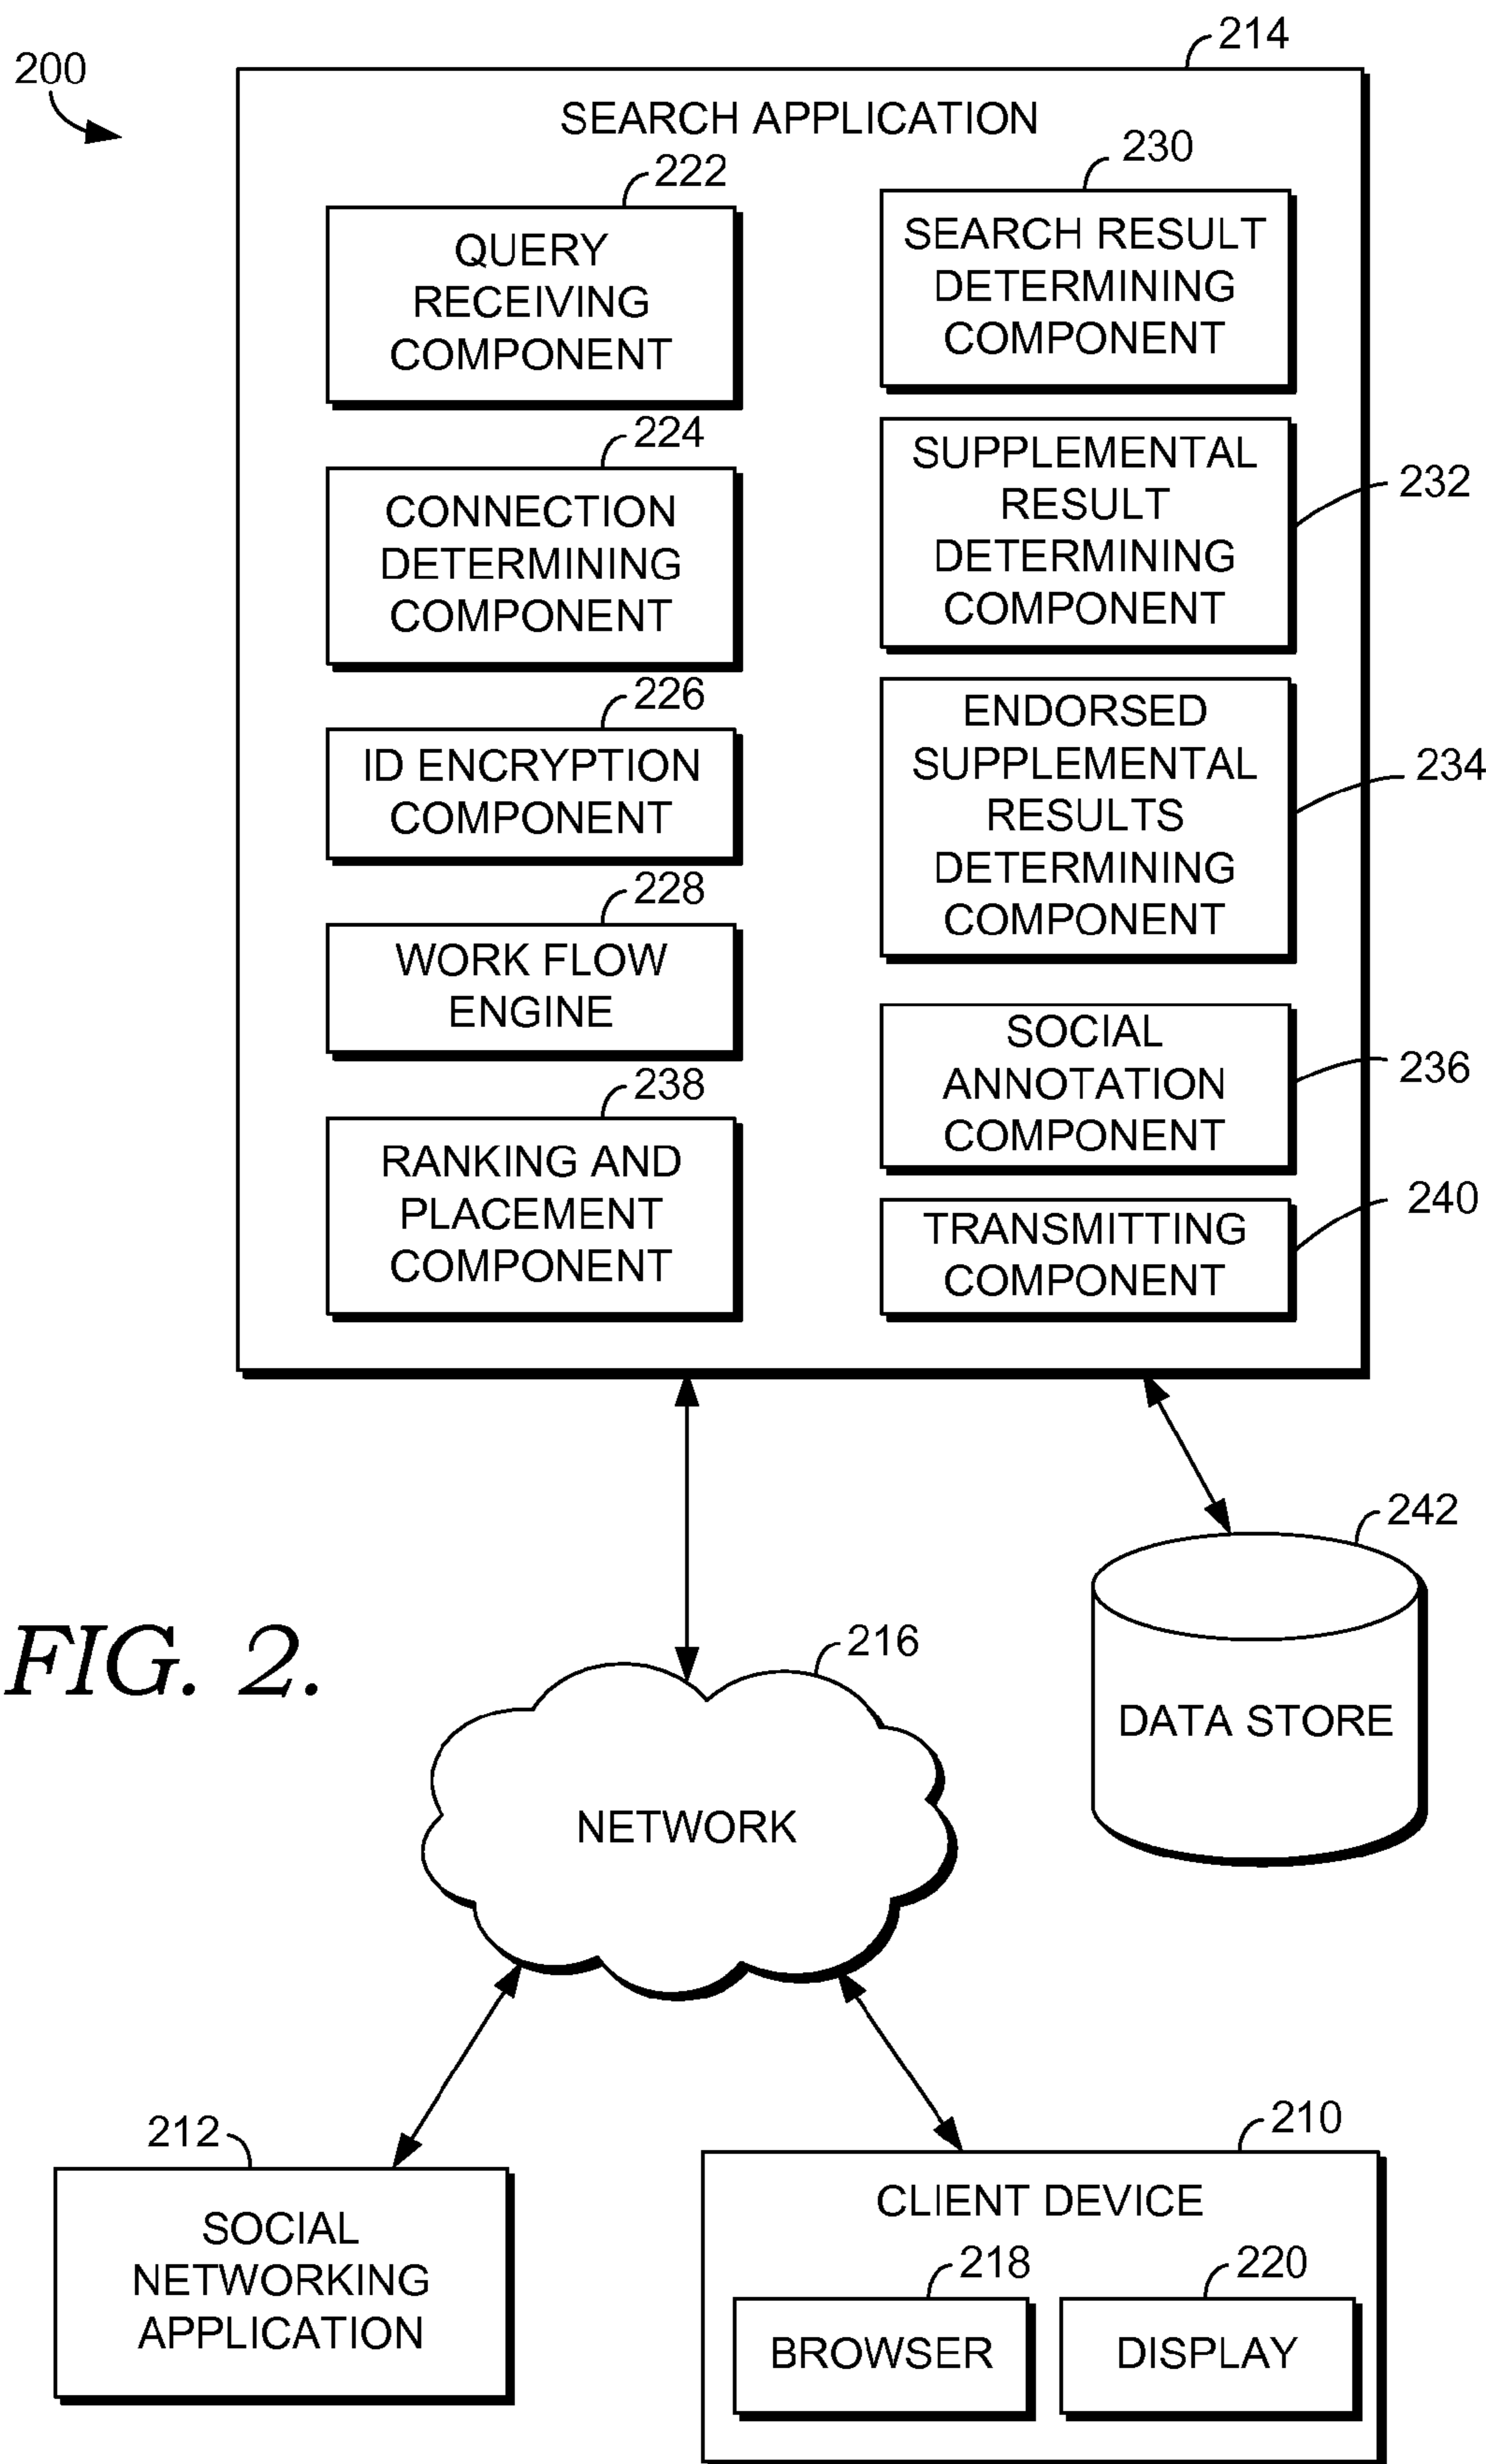 214
200
SEARCH APPLICATION
222
QUERY
RECEIVING
COMPONENT
224
CONNECTION
DETERMINING
COMPONENT
226
ID ENCRYPTION
COMPONENT
228
WORK FLOW
ENGINE
238
RANKING AND
PLACEMENT
COMPONENT
230
SEARCH RESULT
DETERMINING
COMPONENT
SUPPLEMENTAL
RESULT
DETERMINING
COMPONENT
232
ENDORSED
SUPPLEMENTAL
RESULTS
DETERMINING
COMPONENT
234
SOCIAL
ANNOTATION
COMPONENT
236
TRANSMITTING
COMPONENT
240
242
DATA STORE
FIG. 2.
216
NETWORK
212
SOCIAL
NETWORKING
APPLICATION
210
CLIENT DEVICE
218
BROWSER
220
DISPLAY